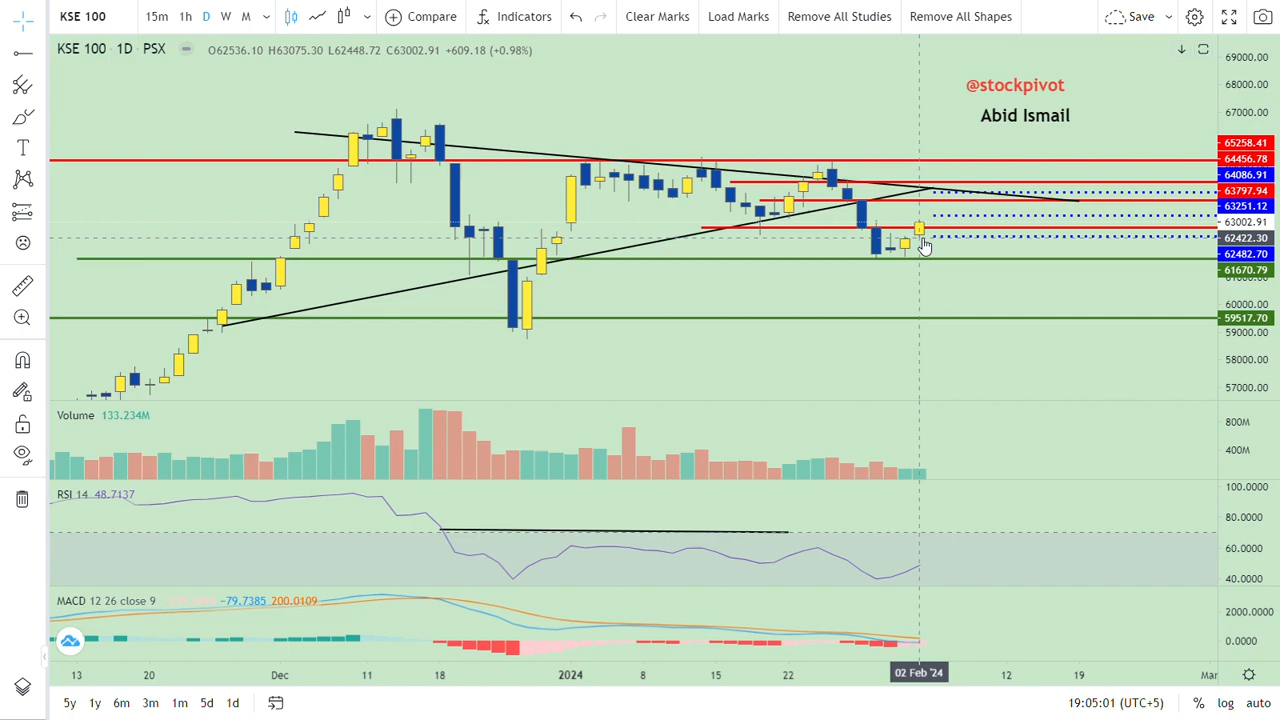 KSE 100 15m 1h D W M Compare Indicators Clear Marks Load Marks Remove All Studies Remove All Shapes Save
KSE 100 · 1D · PSX O62536.10 H63075.30 L62448.72 C63002.91 +609.18 (+0.98%)
@stockpivot
Abid Ismail
69000.00
68000.00
67000.00
65258.41
64456.78
64086.91
63797.94
63251.12
63002.91
62422.30
62482.70
61670.79
60000.00
59517.70
59000.00
58000.00
57000.00
Volume 133.234M
800M
400M
RSI 14 48.7137
100.0000
80.0000
60.0000
40.0000
MACD 12 26 close 9 −79.7385 200.0109
2000.0000
0.0000
13 20 Dec 11 18 2024 8 15 22 02 Feb '24 12 19 Mar
5y 1y 6m 3m 1m 5d 1d 19:05:01 (UTC+5) % log auto